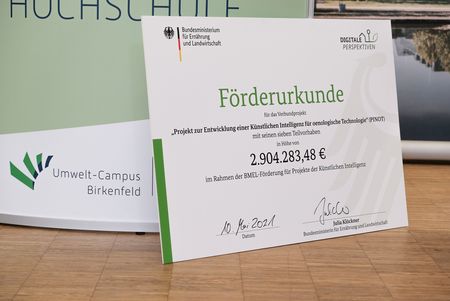 HOCHSCHULE
Umwelt-Campus
Birkenfeld
Bundesministerium
für Ernährung
und Landwirtschaft
DIGITALE
PERSPEKTIVEN
Förderurkunde
für das Verbundprojekt
„Projekt zur Entwicklung einer Künstlichen Intelligenz für oenologische Technologie" (PINOT)
mit seinen sieben Teilvorhaben
in Höhe von
2.904.283,48 €
im Rahmen der BMEL-Förderung für Projekte der Künstlichen Intelligenz
10. Mai 2021
Datum
Julia Klöckner
Bundesministerin für Ernährung und Landwirtschaft